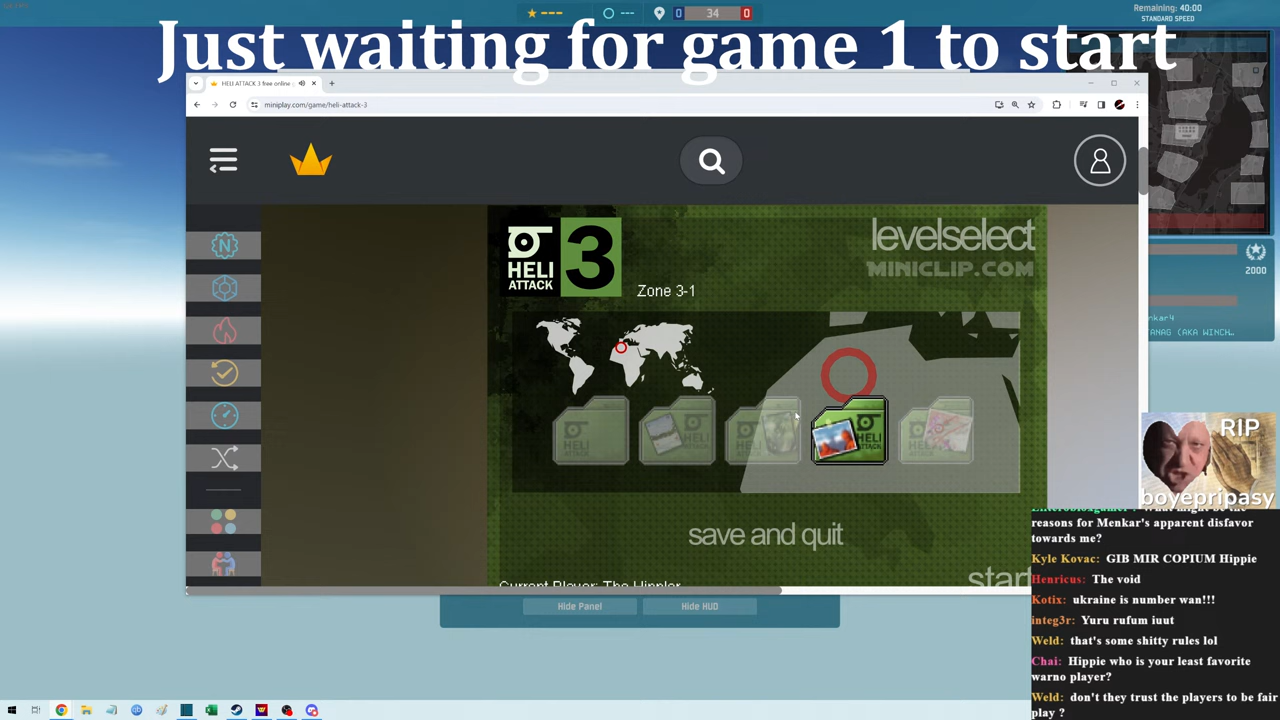 0
34
0
Remaining: 40:00
STANDARD SPEED
Just waiting for game 1 to start
HELI ATTACK 3 free online
miniplay.com/game/heli-attack-3
N
HELI
ATTACK
3
levelselect
MINICLIP.COM
Zone 3-1
HELI
ATTACK
2000
save and quit
Current Player: The Hippler
start
Hide Panel
Hide HUD
RIP
boyepripasy
reasons for Menkar's apparent disfavor
towards me?
Kyle Kovac: GIB MIR COPIUM Hippie
Henricus: The void
Kotix: ukraine is number wan!!!
integ3r: Yuru rufum iuut
Weld: that's some shitty rules lol
Chai: Hippie who is your least favorite
warno player?
Weld: don't they trust the players to be fair
play ?